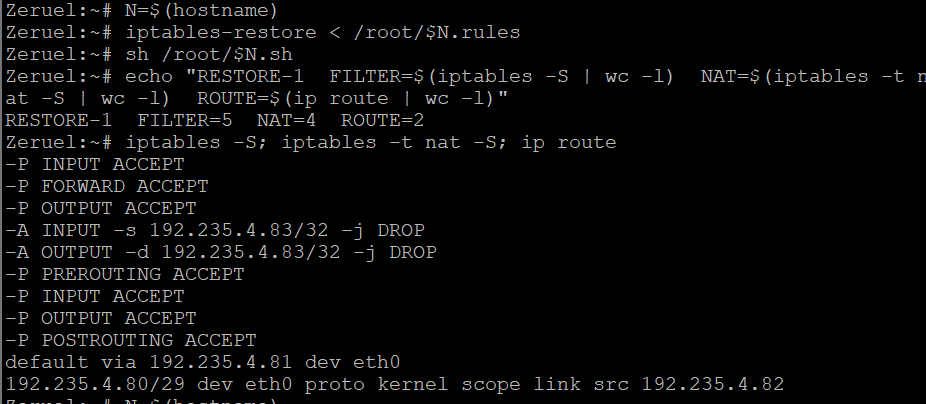 Zeruel:~# N=$(hostname)
Zeruel:~# iptables-restore < /root/$N.rules
Zeruel:~# sh /root/$N.sh
Zeruel:~# echo "RESTORE-1  FILTER=$(iptables -S | wc -l)  NAT=$(iptables -t n
at -S | wc -l)  ROUTE=$(ip route | wc -l)"
RESTORE-1  FILTER=5  NAT=4  ROUTE=2
Zeruel:~# iptables -S; iptables -t nat -S; ip route
-P INPUT ACCEPT
-P FORWARD ACCEPT
-P OUTPUT ACCEPT
-A INPUT -s 192.235.4.83/32 -j DROP
-A OUTPUT -d 192.235.4.83/32 -j DROP
-P PREROUTING ACCEPT
-P INPUT ACCEPT
-P OUTPUT ACCEPT
-P POSTROUTING ACCEPT
default via 192.235.4.81 dev eth0
192.235.4.80/29 dev eth0 proto kernel scope link src 192.235.4.82
Zeruel:~# N=$(hostname)